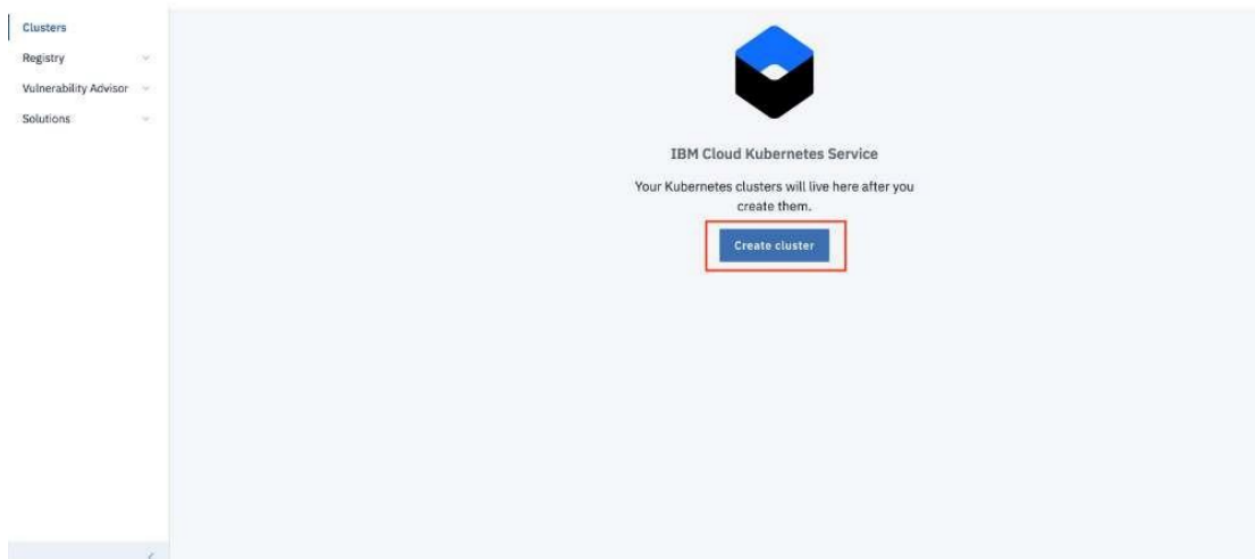 Clusters
Registry
Vulnerability Advisor
Solutions
IBM Cloud Kubernetes Service
Your Kubernetes clusters will live here after you
create them.
Create cluster